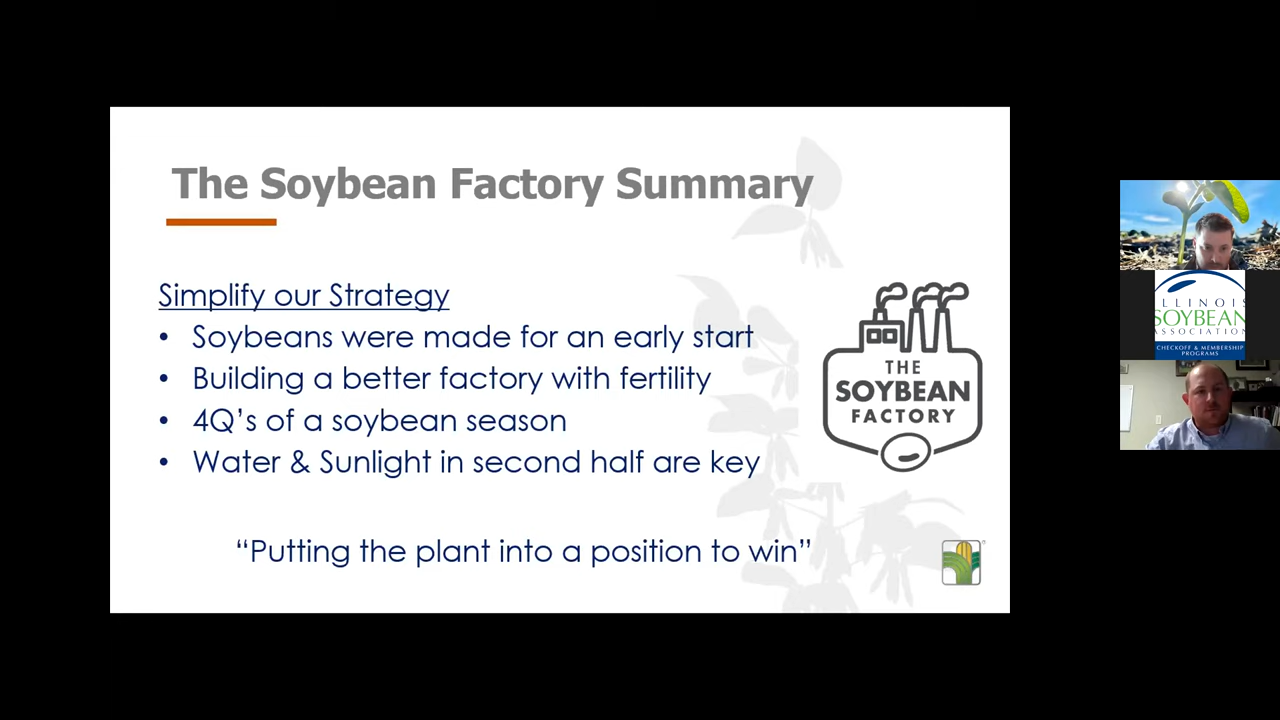 The Soybean Factory Summary
Simplify our Strategy
• Soybeans were made for an early start
• Building a better factory with fertility
• 4Q’s of a soybean season
• Water & Sunlight in second half are key
“Putting the plant into a position to win”
THE
SOYBEAN
FACTORY
ILLINOIS
SOYBEAN
ASSOCIATION
CHECKOFF & MEMBERSHIP
PROGRAMS